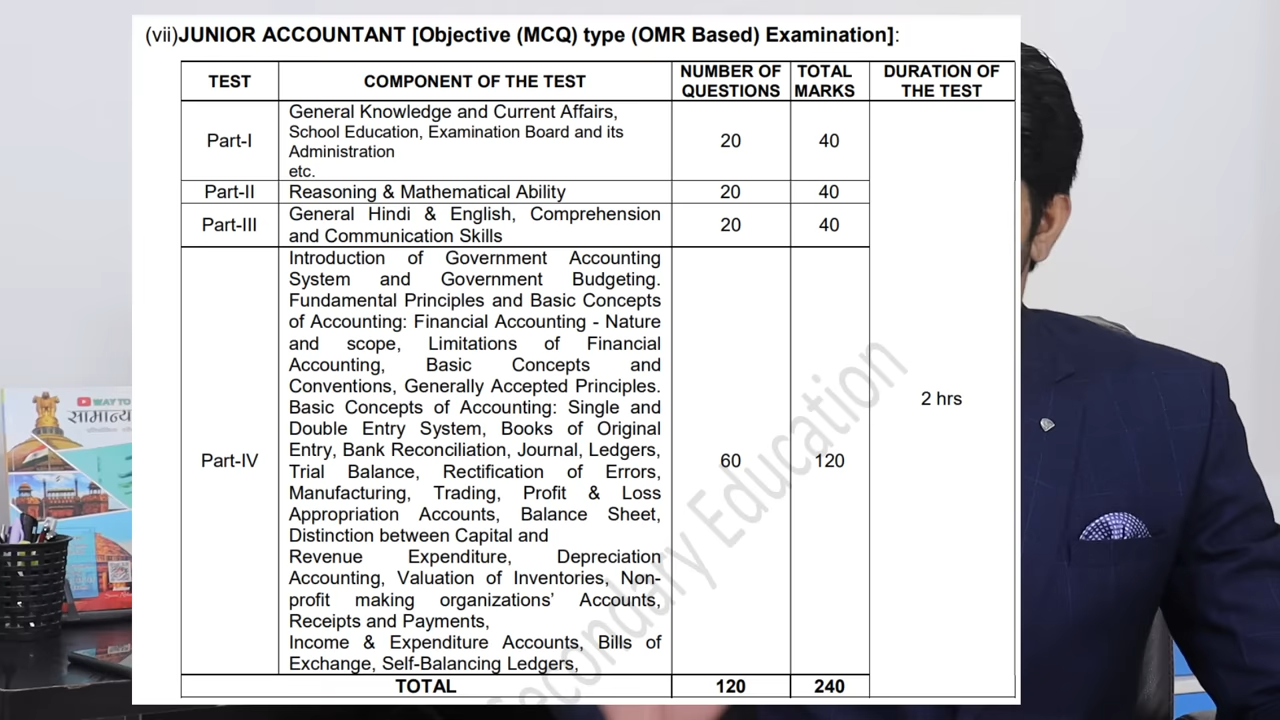 (vii)JUNIOR ACCOUNTANT [Objective (MCQ) type (OMR Based) Examination]:
TEST
COMPONENT OF THE TEST
NUMBER OF QUESTIONS
TOTAL MARKS
DURATION OF THE TEST
Part-I
General Knowledge and Current Affairs,
School Education, Examination Board and its
Administration
etc.
20
40
Part-II
Reasoning & Mathematical Ability
20
40
Part-III
General Hindi & English, Comprehension
and Communication Skills
20
40
Part-IV
Introduction of Government Accounting
System and Government Budgeting.
Fundamental Principles and Basic Concepts
of Accounting: Financial Accounting - Nature
and scope, Limitations of Financial
Accounting, Basic Concepts and
Conventions, Generally Accepted Principles.
Basic Concepts of Accounting: Single and
Double Entry System, Books of Original
Entry, Bank Reconciliation, Journal, Ledgers,
Trial Balance, Rectification of Errors,
Manufacturing, Trading, Profit & Loss
Appropriation Accounts, Balance Sheet,
Distinction between Capital and
Revenue Expenditure, Depreciation
Accounting, Valuation of Inventories, Non-
profit making organizations’ Accounts,
Receipts and Payments,
Income & Expenditure Accounts, Bills of
Exchange, Self-Balancing Ledgers,
60
120
2 hrs
TOTAL
120
240
Secondary Education
WAY TO
सामान्य